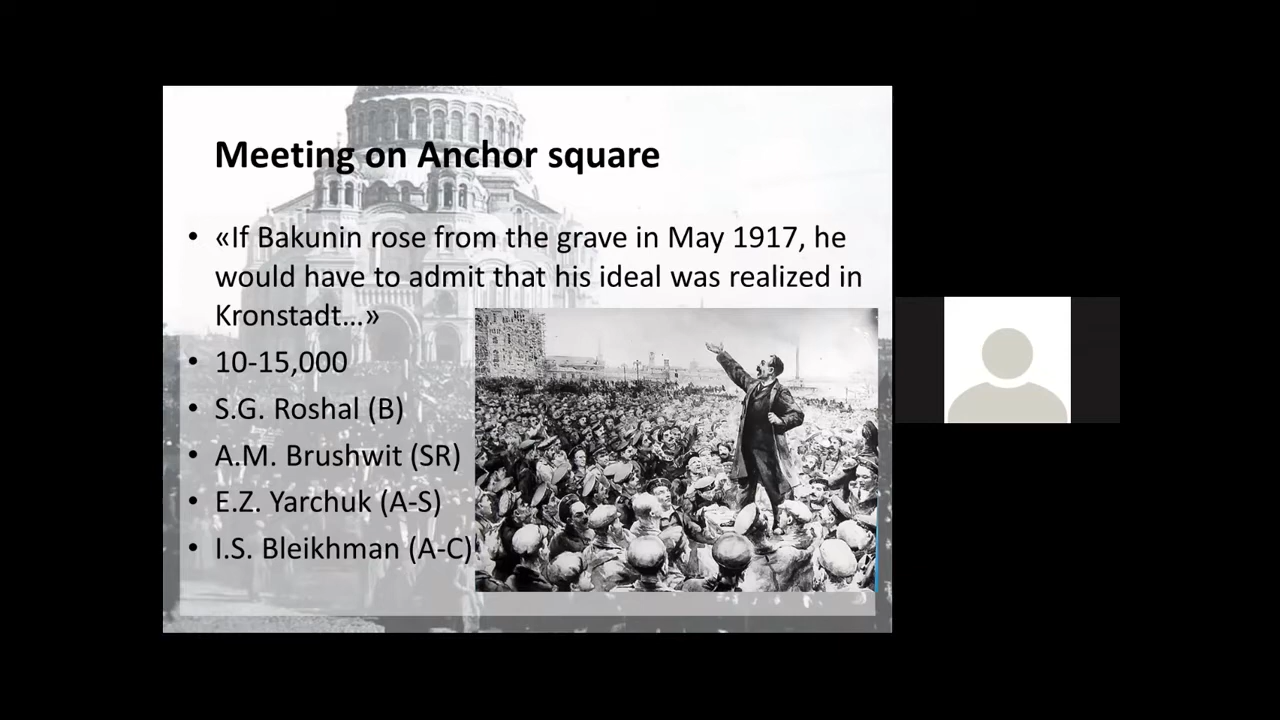 Meeting on Anchor square
• «If Bakunin rose from the grave in May 1917, he
would have to admit that his ideal was realized in
Kronstadt…»
• 10-15,000
• S.G. Roshal (B)
• A.M. Brushwit (SR)
• E.Z. Yarchuk (A-S)
• I.S. Bleikhman (A-C)